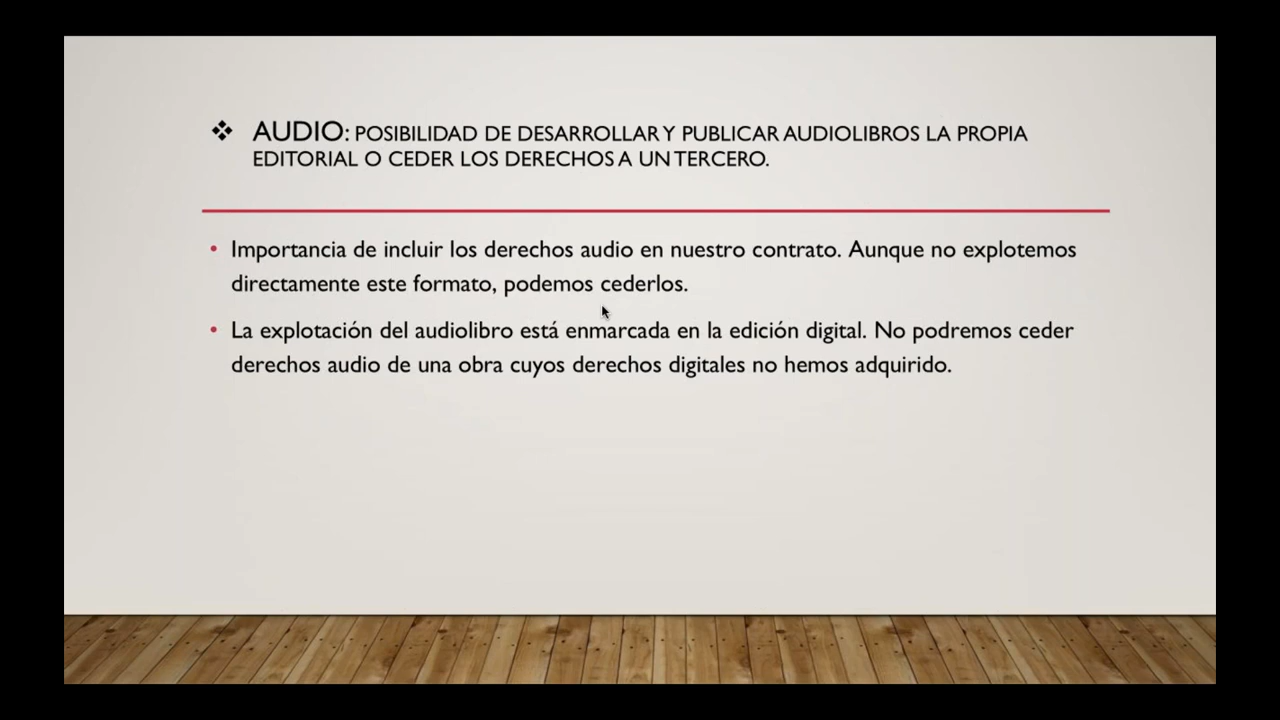 ❖ AUDIO: POSIBILIDAD DE DESARROLLAR Y PUBLICAR AUDIOLIBROS LA PROPIA
EDITORIAL O CEDER LOS DERECHOS A UN TERCERO.
• Importancia de incluir los derechos audio en nuestro contrato. Aunque no explotemos
directamente este formato, podemos cederlos.
• La explotación del audiolibro está enmarcada en la edición digital. No podremos ceder
derechos audio de una obra cuyos derechos digitales no hemos adquirido.